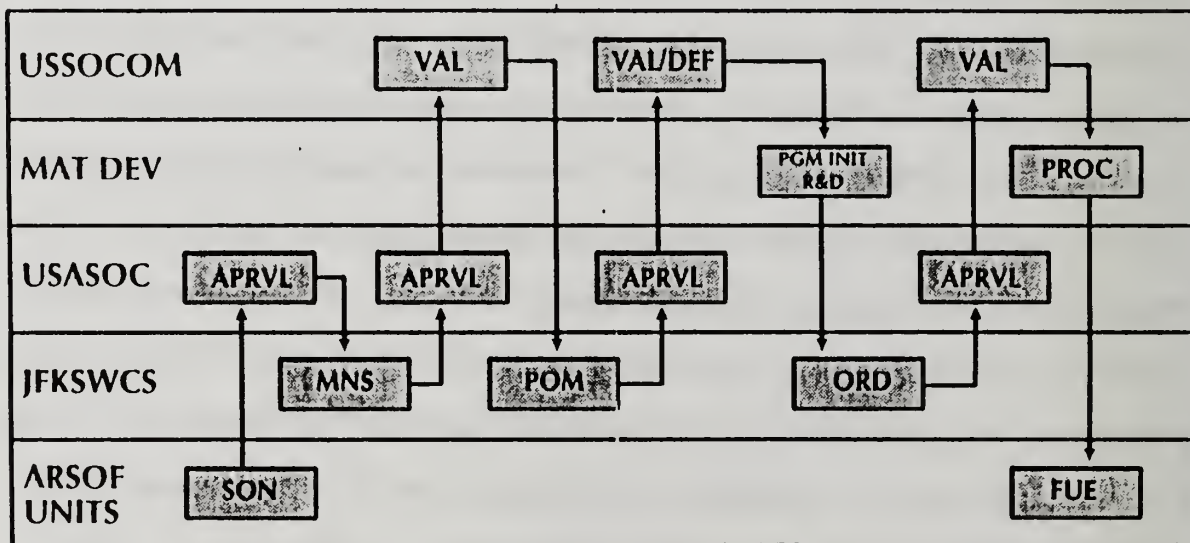 USSOCOM
VAL
VAL/DEF
VAL
MAT DEV
PGM INIT
R&D
PROC
USASOC
APRVL
APRVL
APRVL
APRVL
JFKSWCS
MNS
POM
ORD
ARSOF
UNITS
SON
FUE